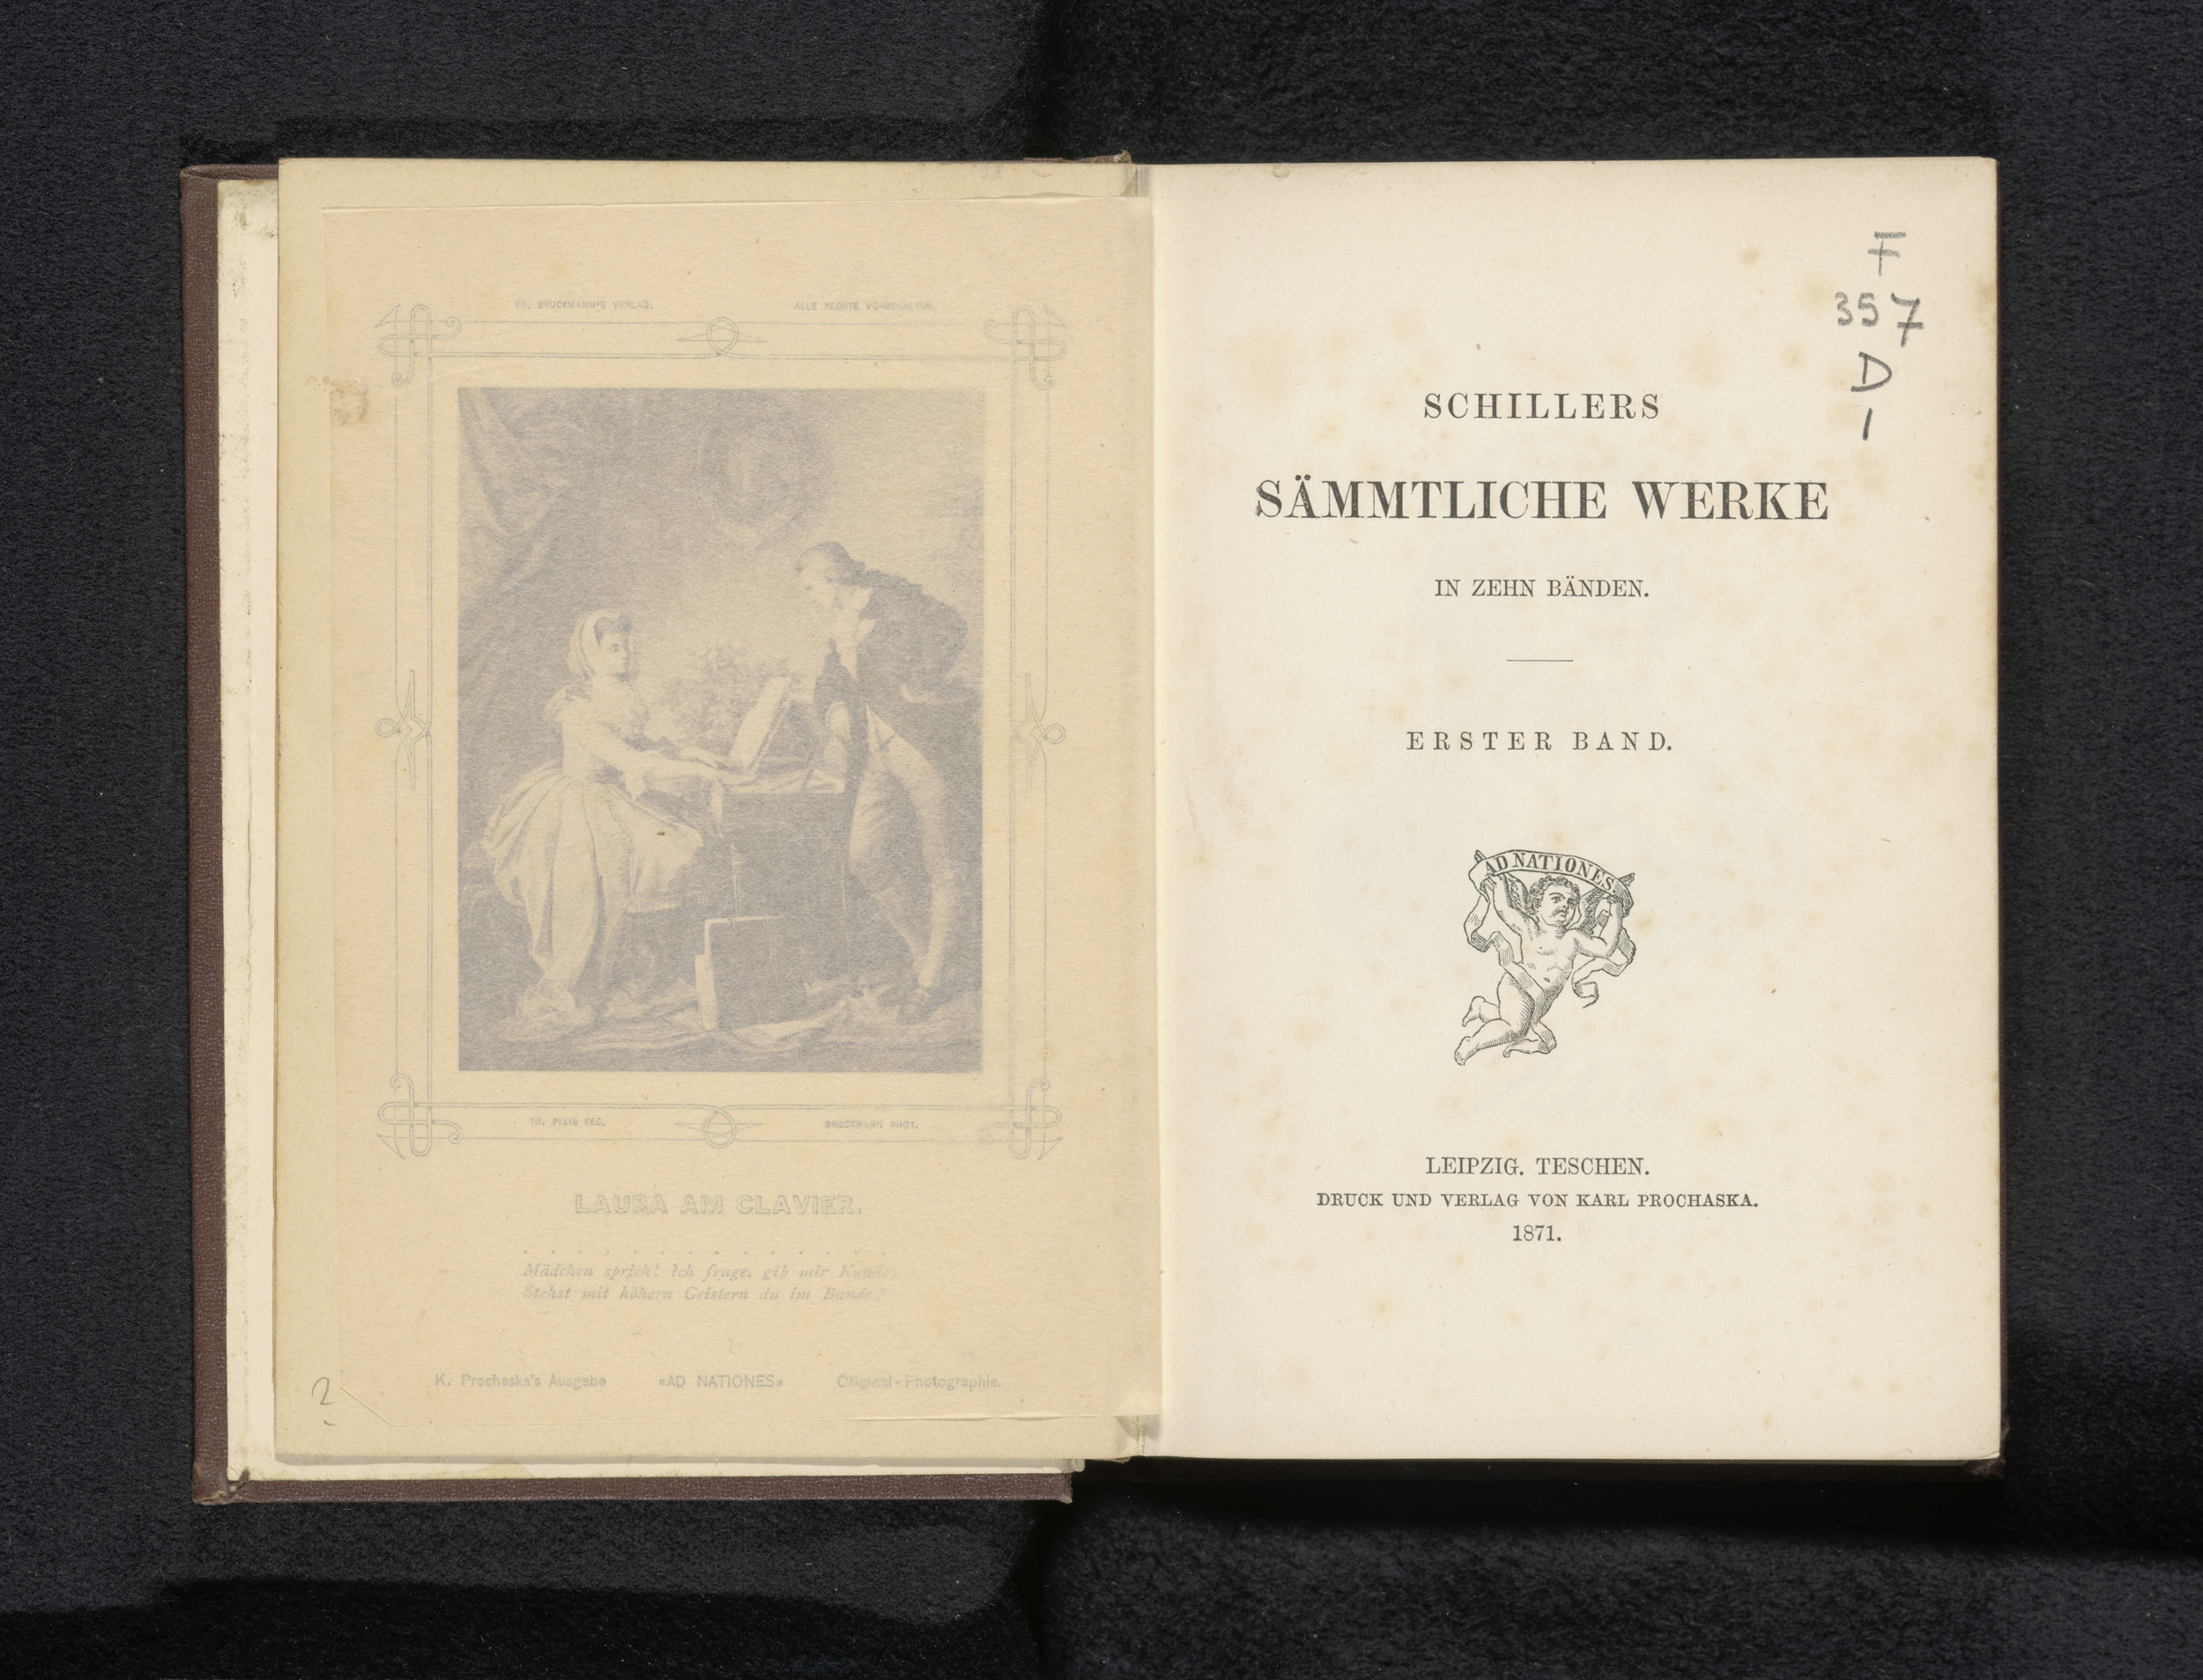 FR. BRUCKMANN'S VERLAG.
ALLE RECHTE VORBEHALTEN.
TH. PIXIS FEC.
BRUCKMANN PHOT.
LAURA AM CLAVIER.
. . . . . . . . . . . . . .
Mädchen sprich! Ich frage, gib mir Kunde:
Stehst mit höhern Geistern du im Bunde?
K. Prochaska's Ausgabe «AD NATIONES» Original-Photographie.
2
F
357
D
1
SCHILLERS
SÄMMTLICHE WERKE
IN ZEHN BÄNDEN.
ERSTER BAND.
AD NATIONES.
LEIPZIG. TESCHEN.
DRUCK UND VERLAG VON KARL PROCHASKA.
1871.